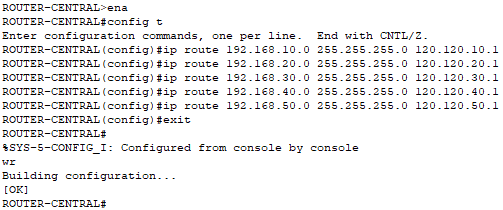 ROUTER-CENTRAL>ena
ROUTER-CENTRAL#config t
Enter configuration commands, one per line.  End with CNTL/Z.
ROUTER-CENTRAL(config)#ip route 192.168.10.0 255.255.255.0 120.120.10.1
ROUTER-CENTRAL(config)#ip route 192.168.20.0 255.255.255.0 120.120.20.1
ROUTER-CENTRAL(config)#ip route 192.168.30.0 255.255.255.0 120.120.30.1
ROUTER-CENTRAL(config)#ip route 192.168.40.0 255.255.255.0 120.120.40.1
ROUTER-CENTRAL(config)#ip route 192.168.50.0 255.255.255.0 120.120.50.1
ROUTER-CENTRAL(config)#exit
ROUTER-CENTRAL#
%SYS-5-CONFIG_I: Configured from console by console
wr
Building configuration...
[OK]
ROUTER-CENTRAL#